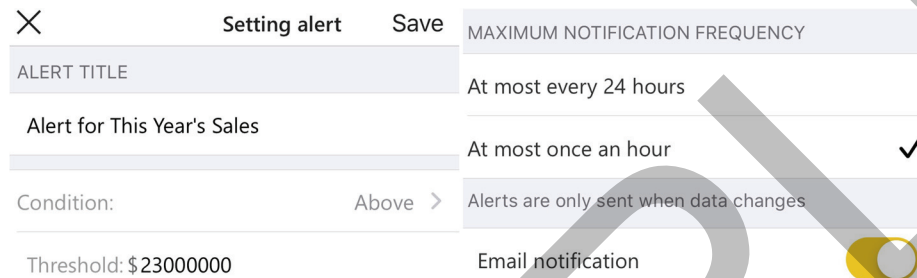 Setting alert Save
ALERT TITLE
Alert for This Year's Sales
Condition: Above
Threshold: $23000000
MAXIMUM NOTIFICATION FREQUENCY
At most every 24 hours
At most once an hour
Alerts are only sent when data changes
Email notification